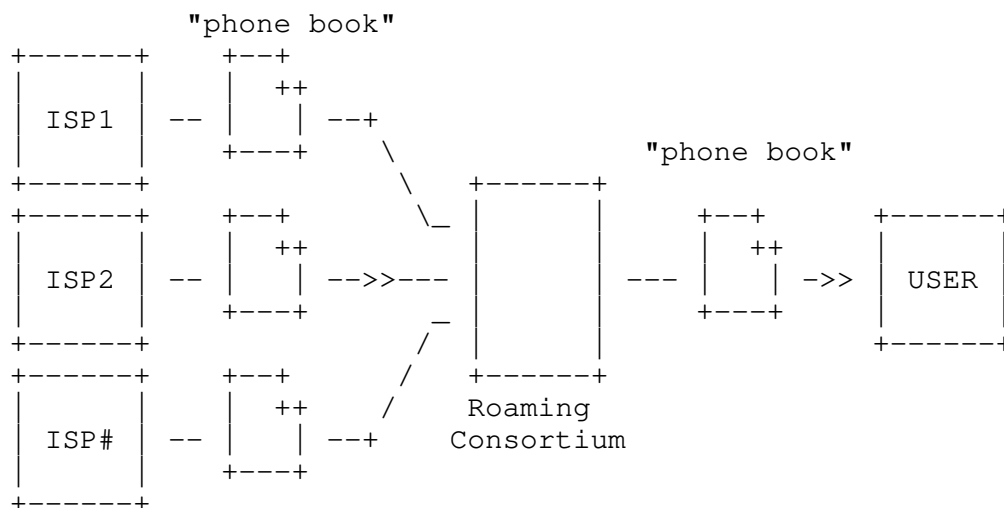 "phone book"
ISP1
"phone book"
ISP2
USER
Roaming
Consortium
ISP#